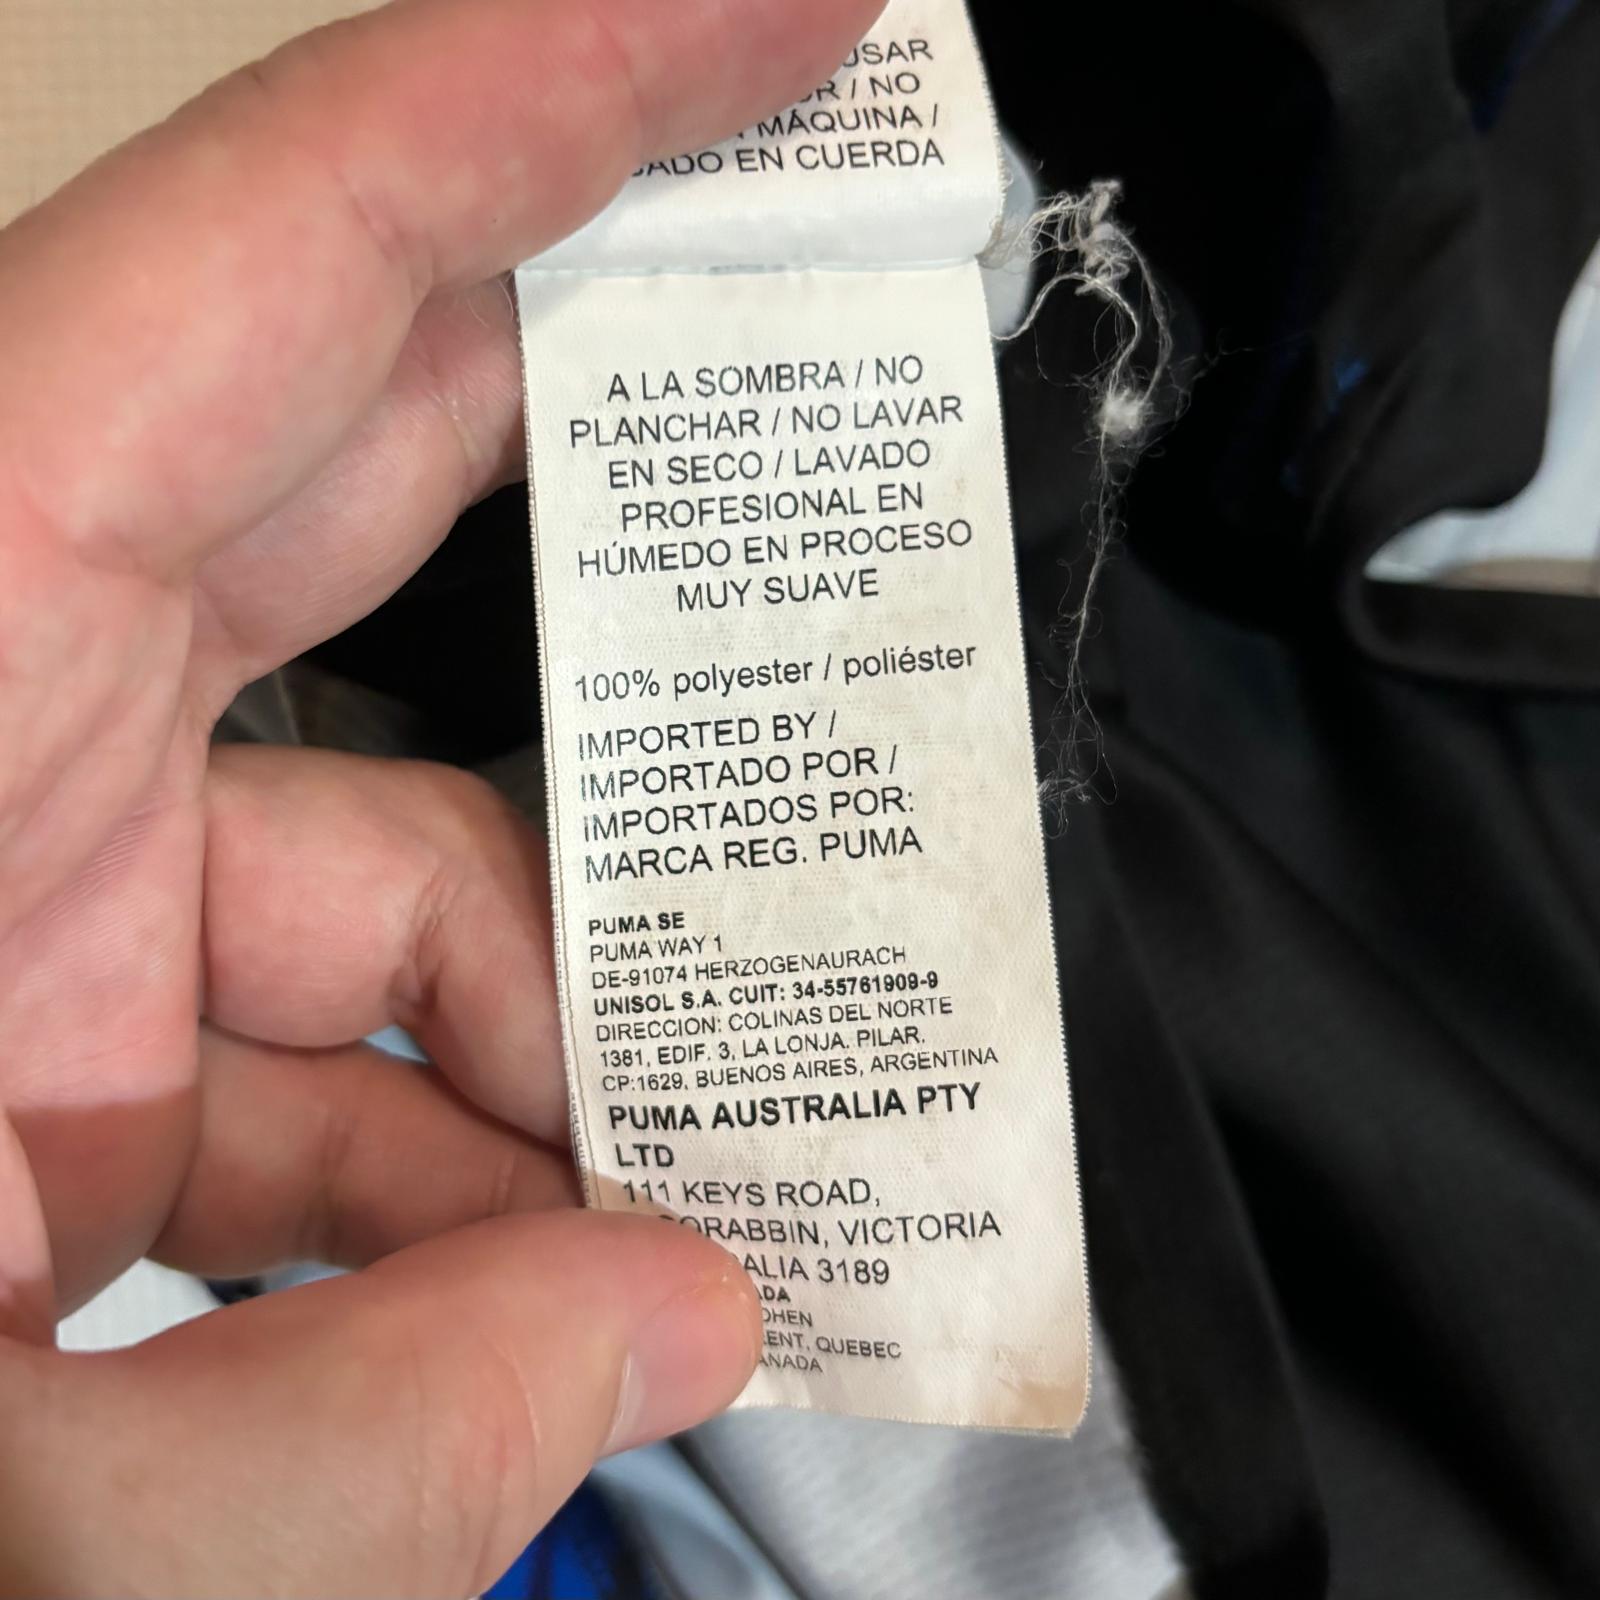 USAR
/ NO
MÁQUINA /
EN CUERDA
A LA SOMBRA / NO
PLANCHAR / NO LAVAR
EN SECO / LAVADO
PROFESIONAL EN
HÚMEDO EN PROCESO
MUY SUAVE
100% polyester / poliéster
IMPORTED BY /
IMPORTADO POR /
IMPORTADOS POR:
MARCA REG. PUMA
PUMA SE
PUMA WAY 1
DE-91074 HERZOGENAURACH
UNISOL S.A. CUIT: 34-55761909-9
DIRECCION: COLINAS DEL NORTE
1381, EDIF. 3, LA LONJA. PILAR.
CP:1629, BUENOS AIRES, ARGENTINA
PUMA AUSTRALIA PTY
LTD
111 KEYS ROAD,
VICTORIA
3189
QUEBEC